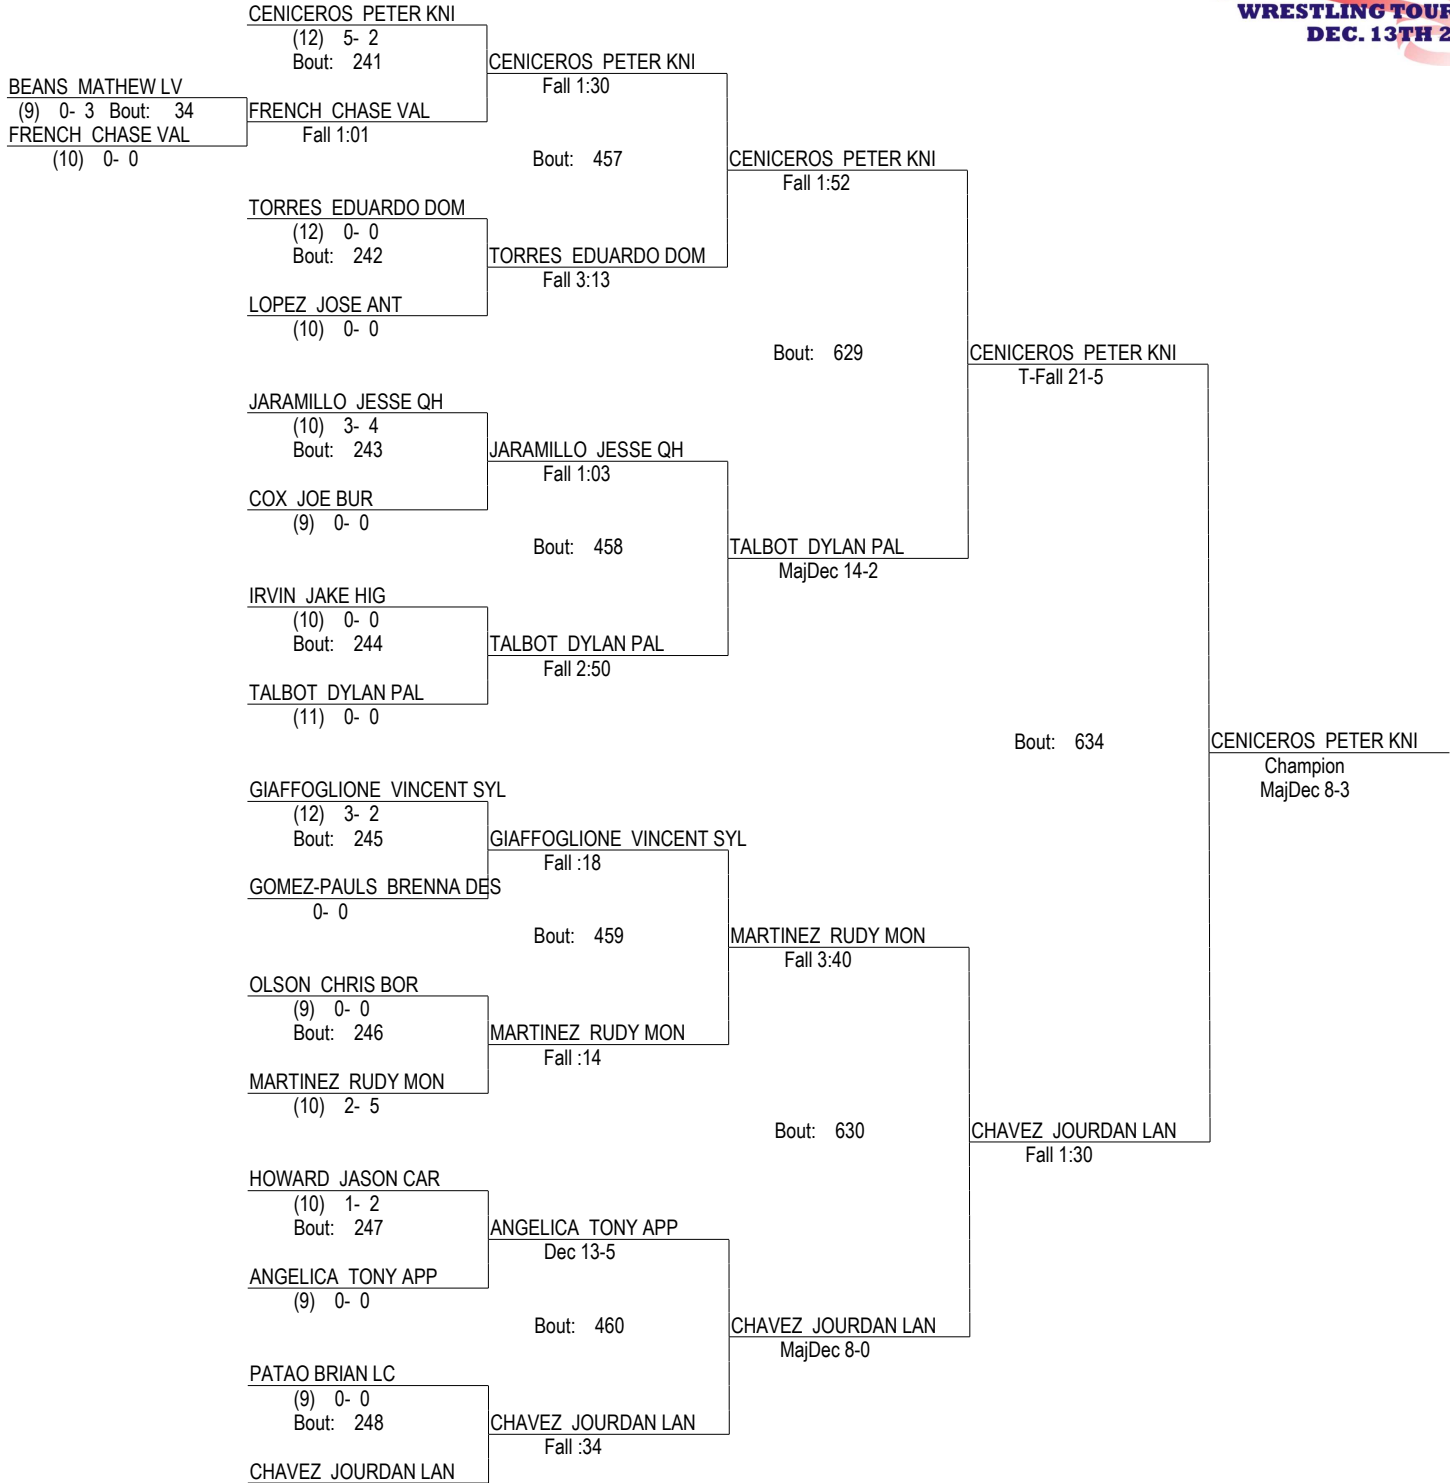 WRESTLING TOUR
DEC. 13TH 2
CENICEROS PETER KNI
(12) 5- 2
Bout: 241
CENICEROS PETER KNI
Fall 1:30
BEANS MATHEW LV
(9) 0- 3 Bout: 34
FRENCH CHASE VAL
(10) 0- 0
FRENCH CHASE VAL
Fall 1:01
Bout: 457
CENICEROS PETER KNI
Fall 1:52
TORRES EDUARDO DOM
(12) 0- 0
Bout: 242
TORRES EDUARDO DOM
Fall 3:13
LOPEZ JOSE ANT
(10) 0- 0
Bout: 629
CENICEROS PETER KNI
T-Fall 21-5
JARAMILLO JESSE QH
(10) 3- 4
Bout: 243
JARAMILLO JESSE QH
Fall 1:03
COX JOE BUR
(9) 0- 0
Bout: 458
TALBOT DYLAN PAL
MajDec 14-2
IRVIN JAKE HIG
(10) 0- 0
Bout: 244
TALBOT DYLAN PAL
Fall 2:50
TALBOT DYLAN PAL
(11) 0- 0
Bout: 634
CENICEROS PETER KNI
Champion
MajDec 8-3
GIAFFOGLIONE VINCENT SYL
(12) 3- 2
Bout: 245
GIAFFOGLIONE VINCENT SYL
Fall :18
GOMEZ-PAULS BRENNA DES
0- 0
Bout: 459
MARTINEZ RUDY MON
Fall 3:40
OLSON CHRIS BOR
(9) 0- 0
Bout: 246
MARTINEZ RUDY MON
Fall :14
MARTINEZ RUDY MON
(10) 2- 5
Bout: 630
CHAVEZ JOURDAN LAN
Fall 1:30
HOWARD JASON CAR
(10) 1- 2
Bout: 247
ANGELICA TONY APP
Dec 13-5
ANGELICA TONY APP
(9) 0- 0
Bout: 460
CHAVEZ JOURDAN LAN
MajDec 8-0
PATAO BRIAN LC
(9) 0- 0
Bout: 248
CHAVEZ JOURDAN LAN
Fall :34
CHAVEZ JOURDAN LAN